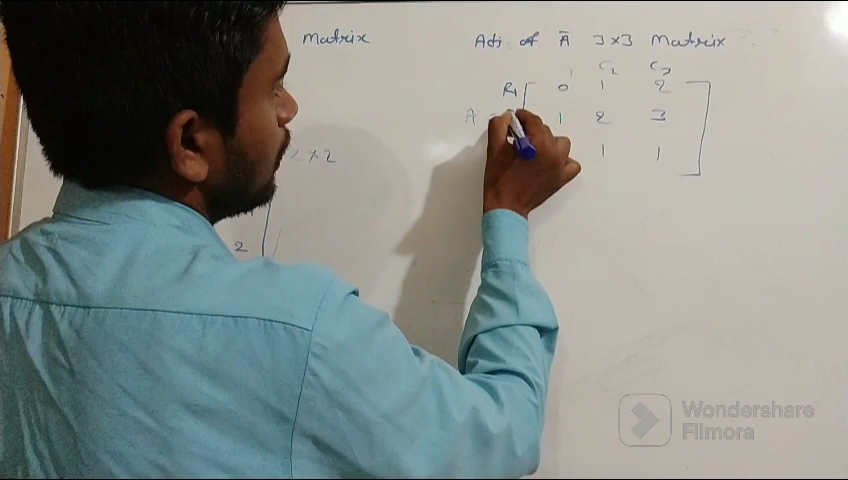 Matrix
2 × 2
2
Adj of A 3×3 Matrix
C2 C3
R1 0 1 2
A 1 2 3
1 1
Wondershare
Filmora